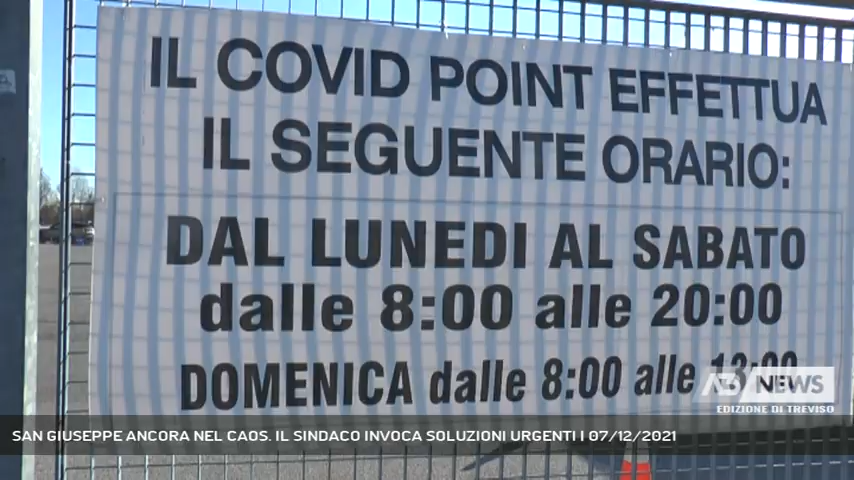 IL COVID POINT EFFETTUA
IL SEGUENTE ORARIO:
DAL LUNEDI AL SABATO
dalle 8:00 alle 20:00
DOMENICA dalle 8:00 alle 13:00
NEWS
EDIZIONE DI TREVISO
SAN GIUSEPPE ANCORA NEL CAOS. IL SINDACO INVOCA SOLUZIONI URGENTI | 07/12/2021